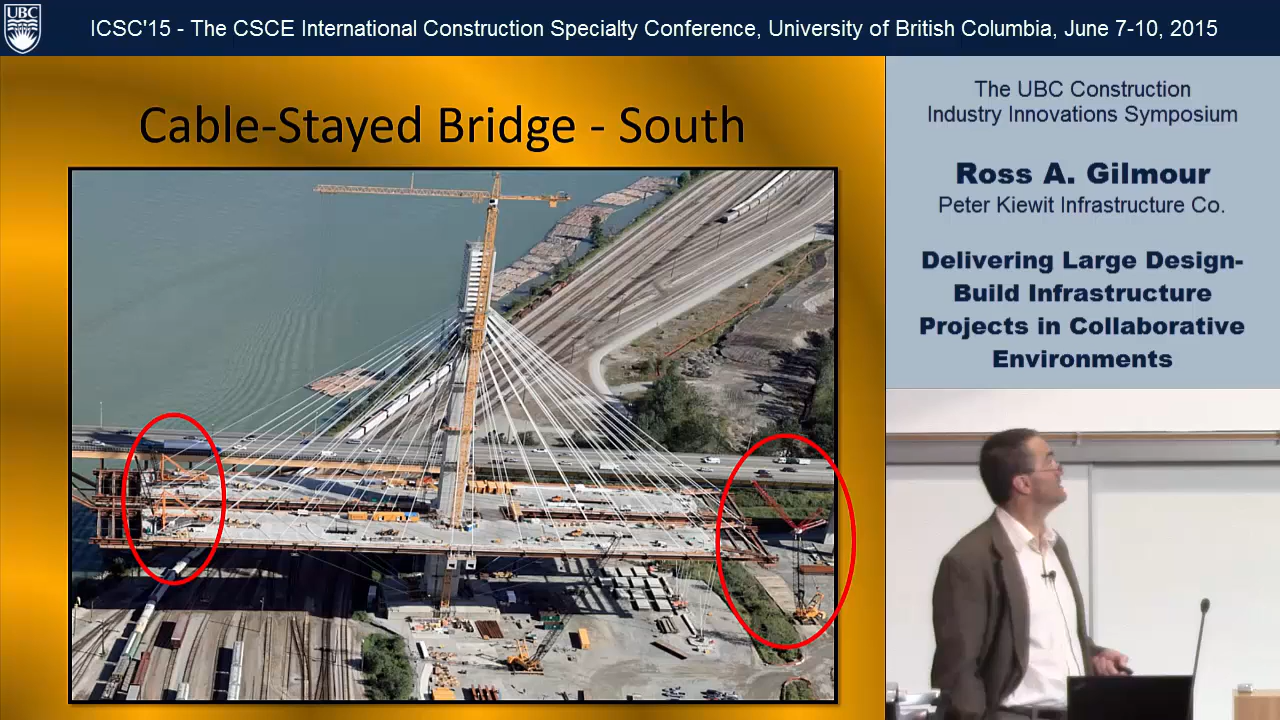 UBC
ICSC'15 - The CSCE International Construction Specialty Conference, University of British Columbia, June 7-10, 2015
Cable-Stayed Bridge - South
The UBC Construction
Industry Innovations Symposium
Ross A. Gilmour
Peter Kiewit Infrastructure Co.
Delivering Large Design-
Build Infrastructure
Projects in Collaborative
Environments